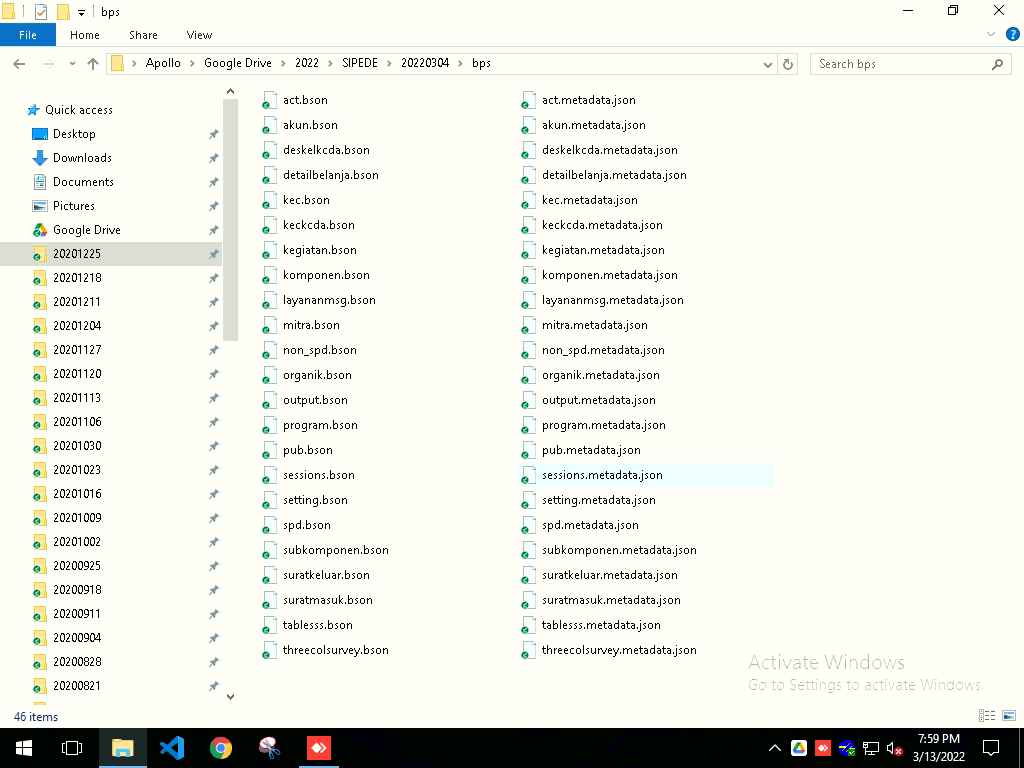 bps
File Home Share View
Apollo Google Drive 2022 SIPEDE 20220304 bps
Search bps
Quick access
Desktop
Downloads
Documents
Pictures
Google Drive
20201225
20201218
20201211
20201204
20201127
20201120
20201113
20201106
20201030
20201023
20201016
20201009
20201002
20200925
20200918
20200911
20200904
20200828
20200821
act.bson
akun.bson
deskelkcda.bson
detailbelanja.bson
kec.bson
keckcda.bson
kegiatan.bson
komponen.bson
layananmsg.bson
mitra.bson
non_spd.bson
organik.bson
output.bson
program.bson
pub.bson
sessions.bson
setting.bson
spd.bson
subkomponen.bson
suratkeluar.bson
suratmasuk.bson
tablesss.bson
threecolsurvey.bson
act.metadata.json
akun.metadata.json
deskelkcda.metadata.json
detailbelanja.metadata.json
kec.metadata.json
keckcda.metadata.json
kegiatan.metadata.json
komponen.metadata.json
layananmsg.metadata.json
mitra.metadata.json
non_spd.metadata.json
organik.metadata.json
output.metadata.json
program.metadata.json
pub.metadata.json
sessions.metadata.json
setting.metadata.json
spd.metadata.json
subkomponen.metadata.json
suratkeluar.metadata.json
suratmasuk.metadata.json
tablesss.metadata.json
threecolsurvey.metadata.json
Activate Windows
Go to Settings to activate Windows.
46 items
7:59 PM
3/13/2022